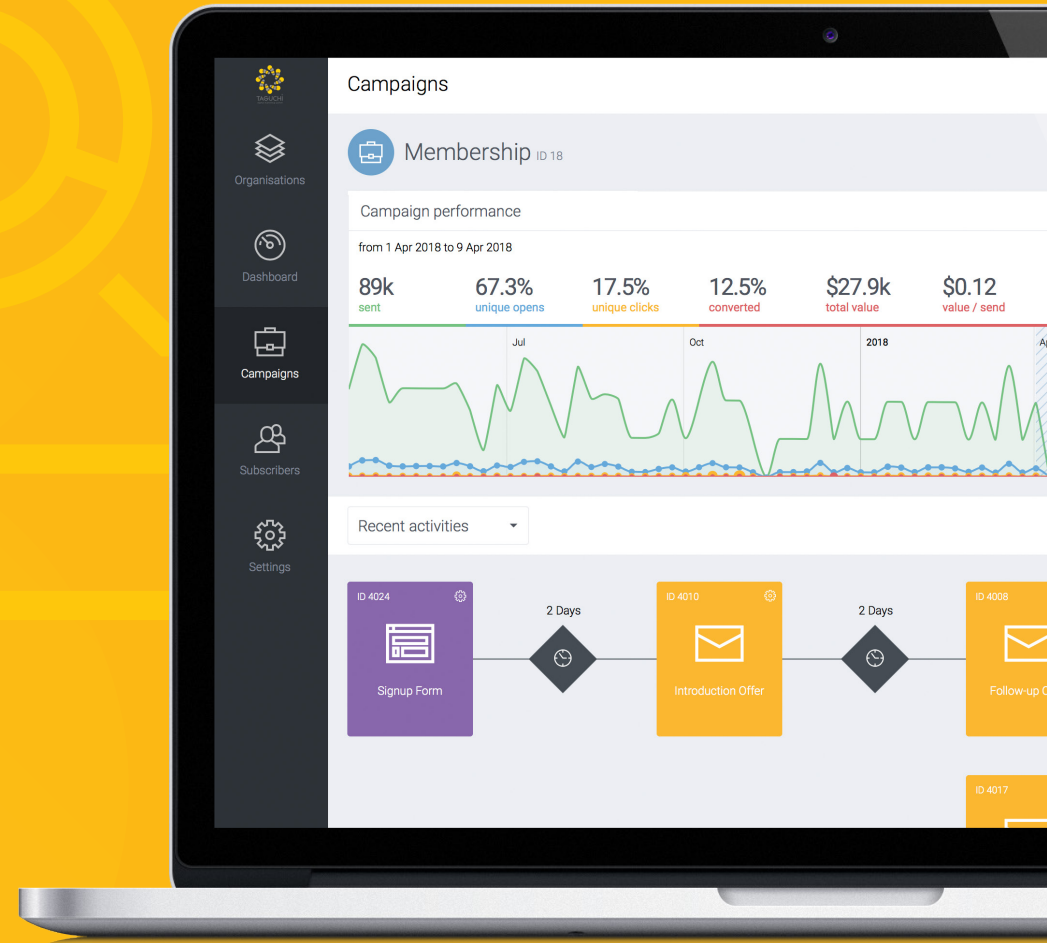 TAGUCHI
Campaigns
Membership ID 18
Organisations
Campaign performance
from 1 Apr 2018 to 9 Apr 2018
Dashboard
89k 67.3% 17.5% 12.5% $27.9k $0.12
sent unique opens unique clicks converted total value value / send
Jul Oct 2018 Ap
Campaigns
Subscribers
Recent activities
Settings
ID 4024 ID 4010 ID 4008
2 Days 2 Days
Signup Form Introduction Offer Follow-up O
ID 4017